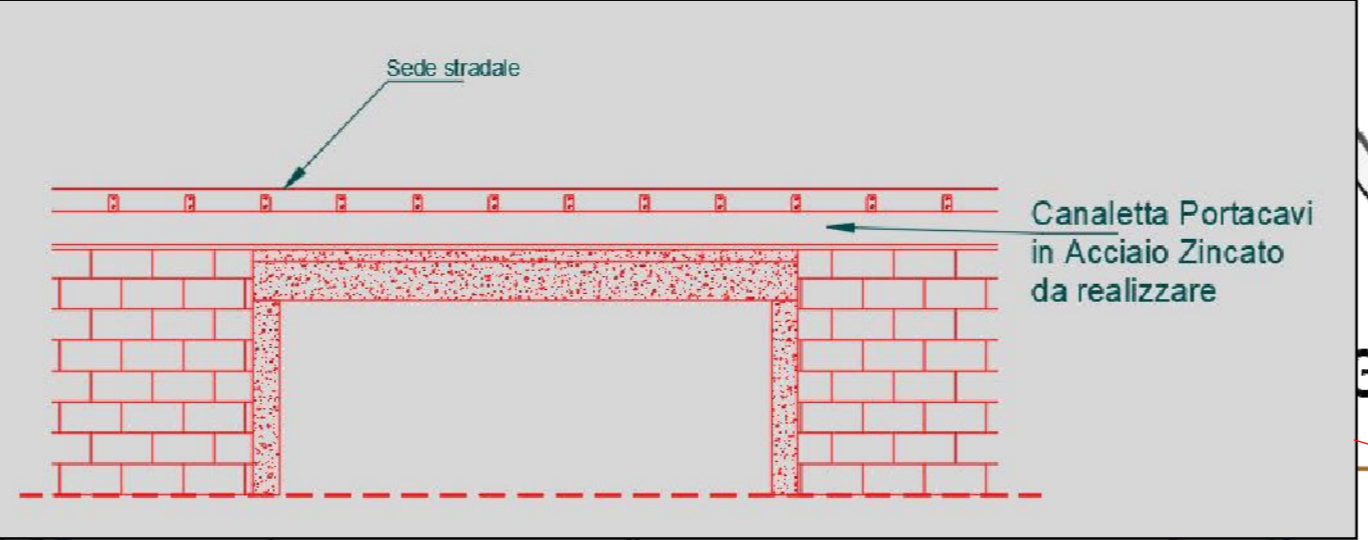 Sede stradale
Canaletta Portacavi
in Acciaio Zincato
da realizzare